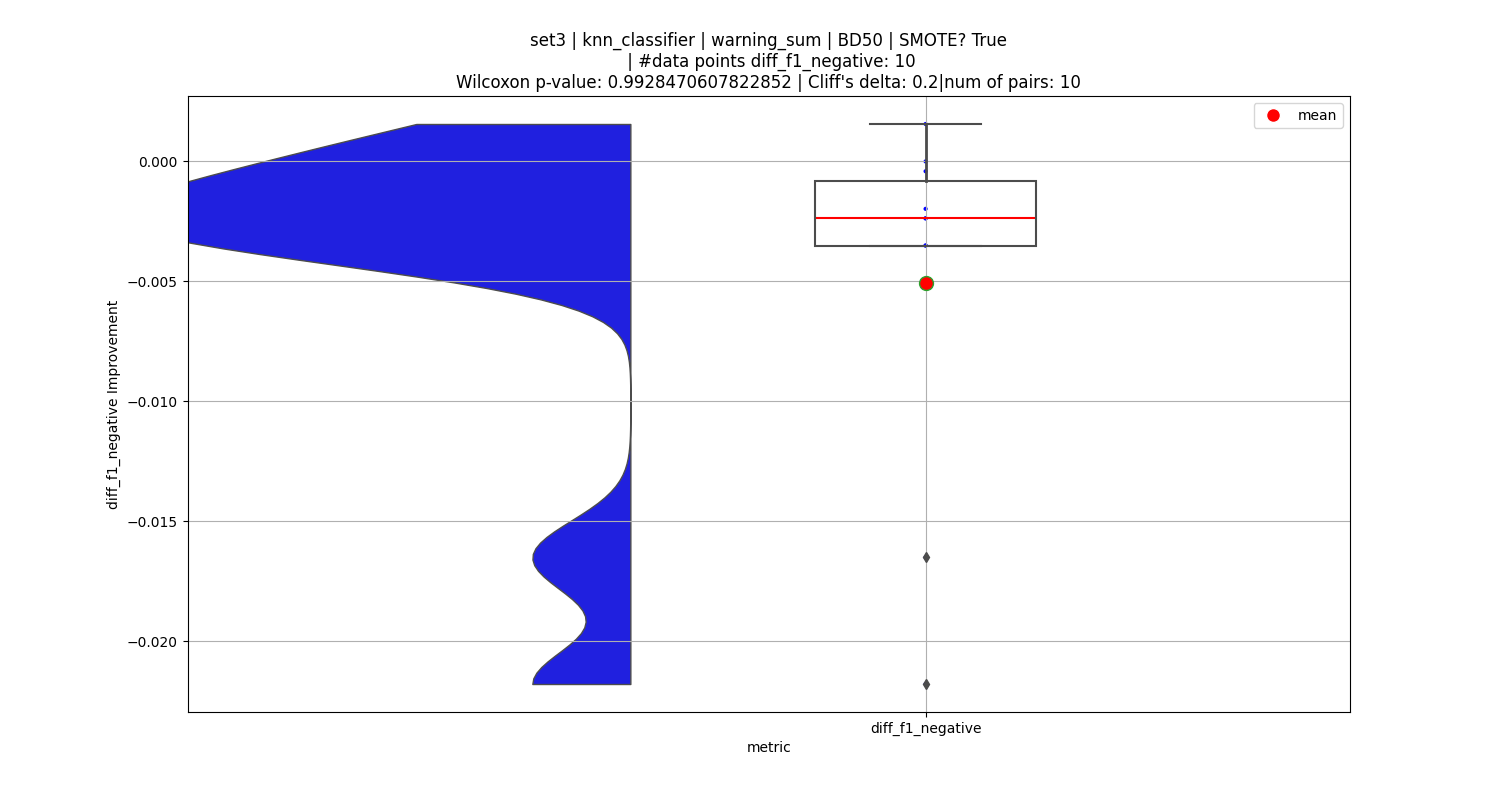 set3 | knn_classifier | warning_sum | BD50 | SMOTE? True
| #data points diff_f1_negative: 10
Wilcoxon p-value: 0.9928470607822852 | Cliff's delta: 0.2|num of pairs: 10
mean
0.000
−0.005
−0.010
−0.015
−0.020
diff_f1_negative Improvement
diff_f1_negative
metric